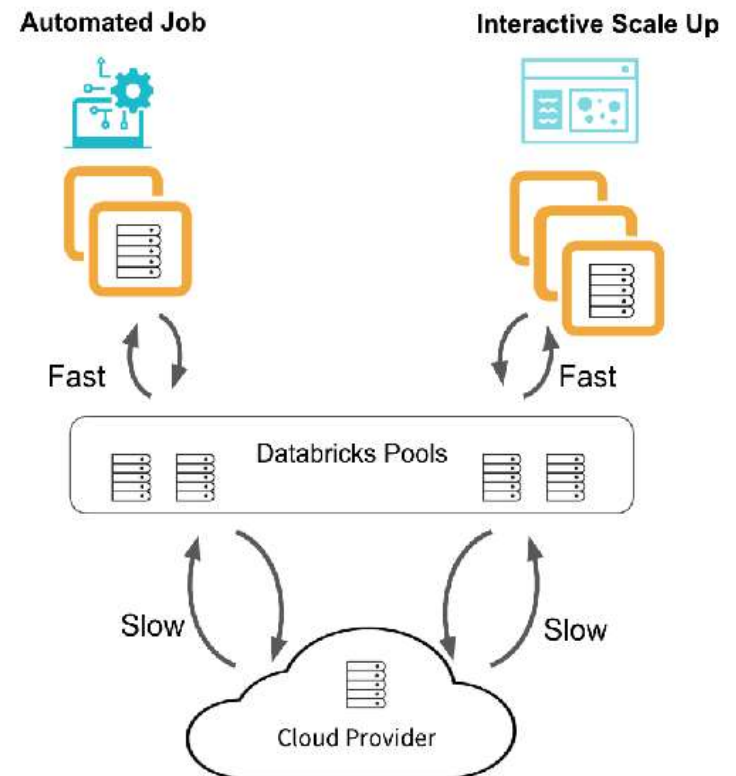 Automated Job
Interactive Scale Up
Fast
Fast
Databricks Pools
Slow
Slow
Cloud Provider